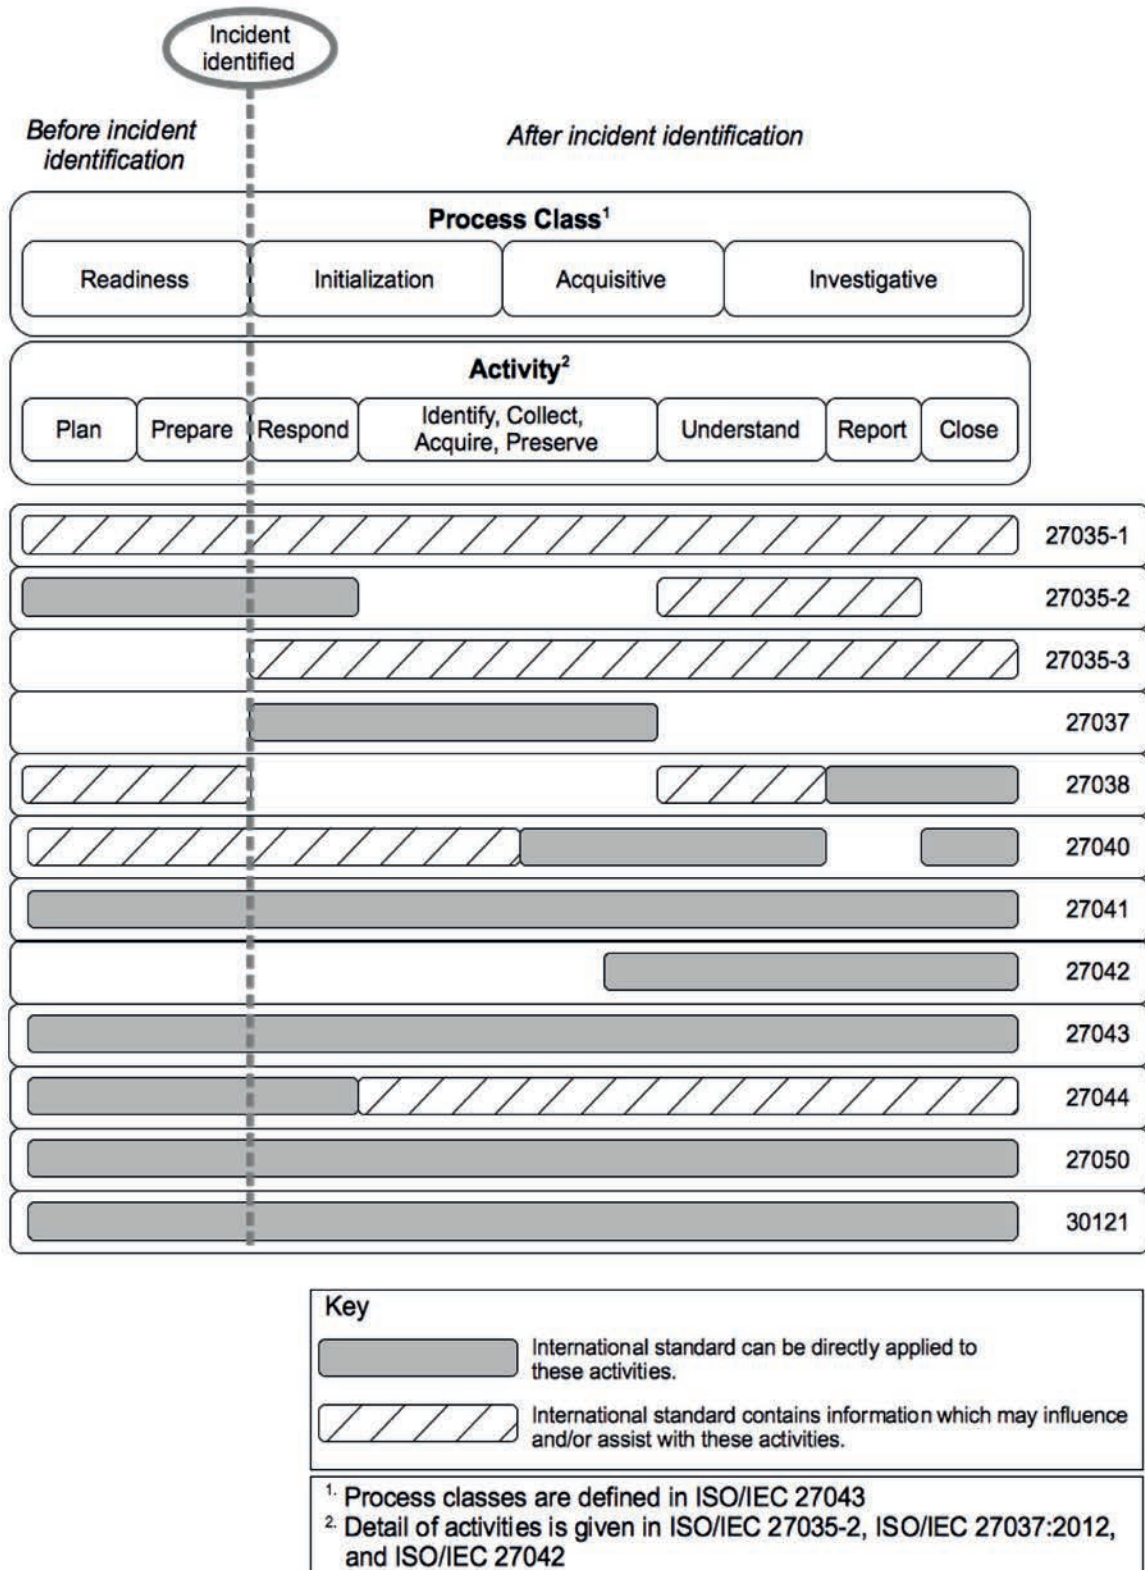 Incident
identified
Before incident
identification
After incident identification
Process Class¹
Readiness
Initialization
Acquisitive
Investigative
Activity²
Plan
Prepare
Respond
Identify, Collect,
Acquire, Preserve
Understand
Report
Close
27035-1
27035-2
27035-3
27037
27038
27040
27041
27042
27043
27044
27050
30121
Key
International standard can be directly applied to
these activities.
International standard contains information which may influence
and/or assist with these activities.
1. Process classes are defined in ISO/IEC 27043
2. Detail of activities is given in ISO/IEC 27035-2, ISO/IEC 27037:2012,
and ISO/IEC 27042